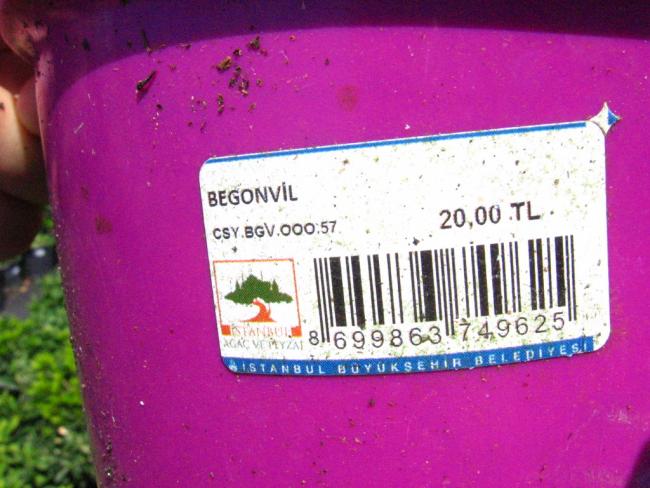 BEGONVİL
CSY.BGV.OOO.57
20,00 TL
İSTANBUL
AĞAÇ VE PEYZAJ
8 699863 749625
İSTANBUL BÜYÜKŞEHİR BELEDİYESİ